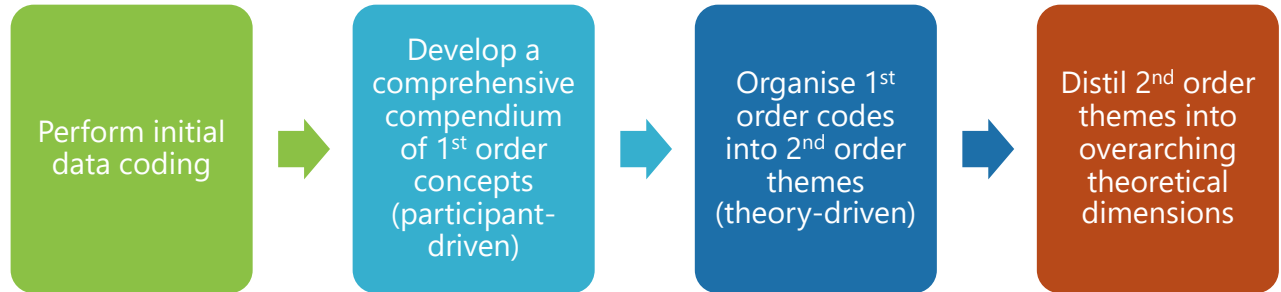 Perform initial
data coding
Develop a
comprehensive
compendium
of 1st order
concepts
(participant-
driven)
Organise 1st
order codes
into 2nd order
themes
(theory-driven)
Distil 2nd order
themes into
overarching
theoretical
dimensions